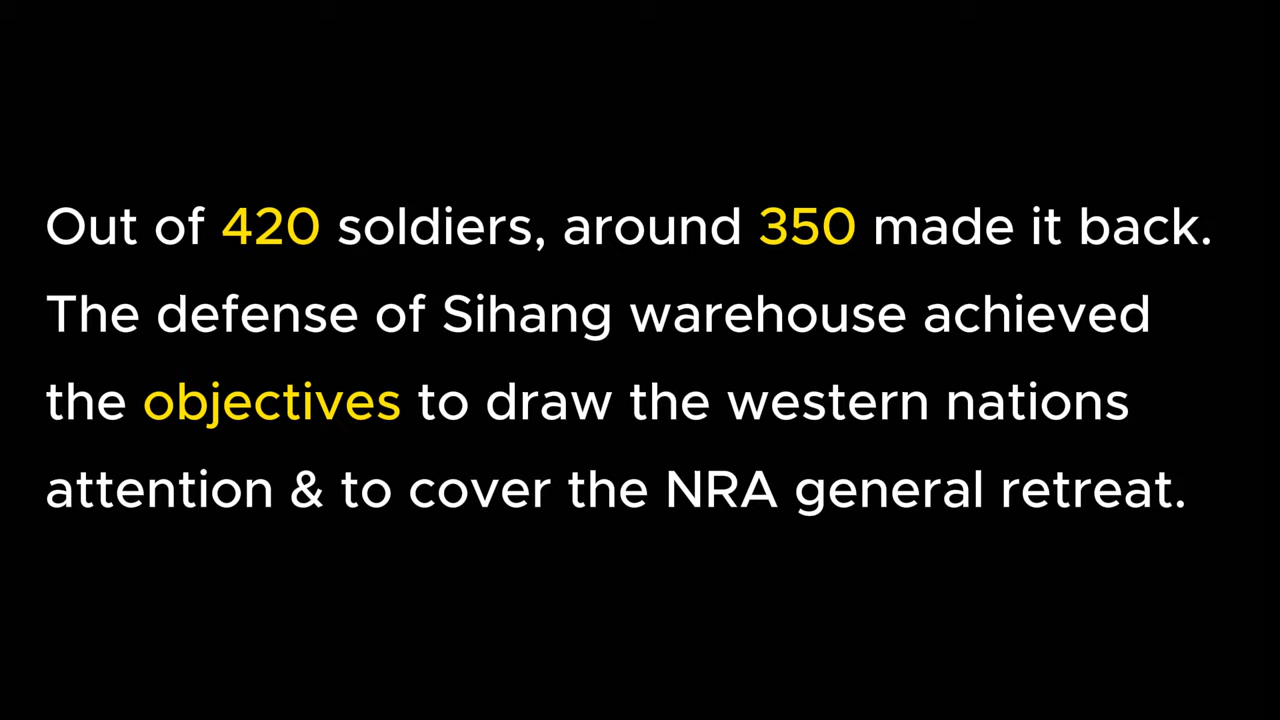 Out of 420 soldiers, around 350 made it back.
The defense of Sihang warehouse achieved
the objectives to draw the western nations
attention & to cover the NRA general retreat.